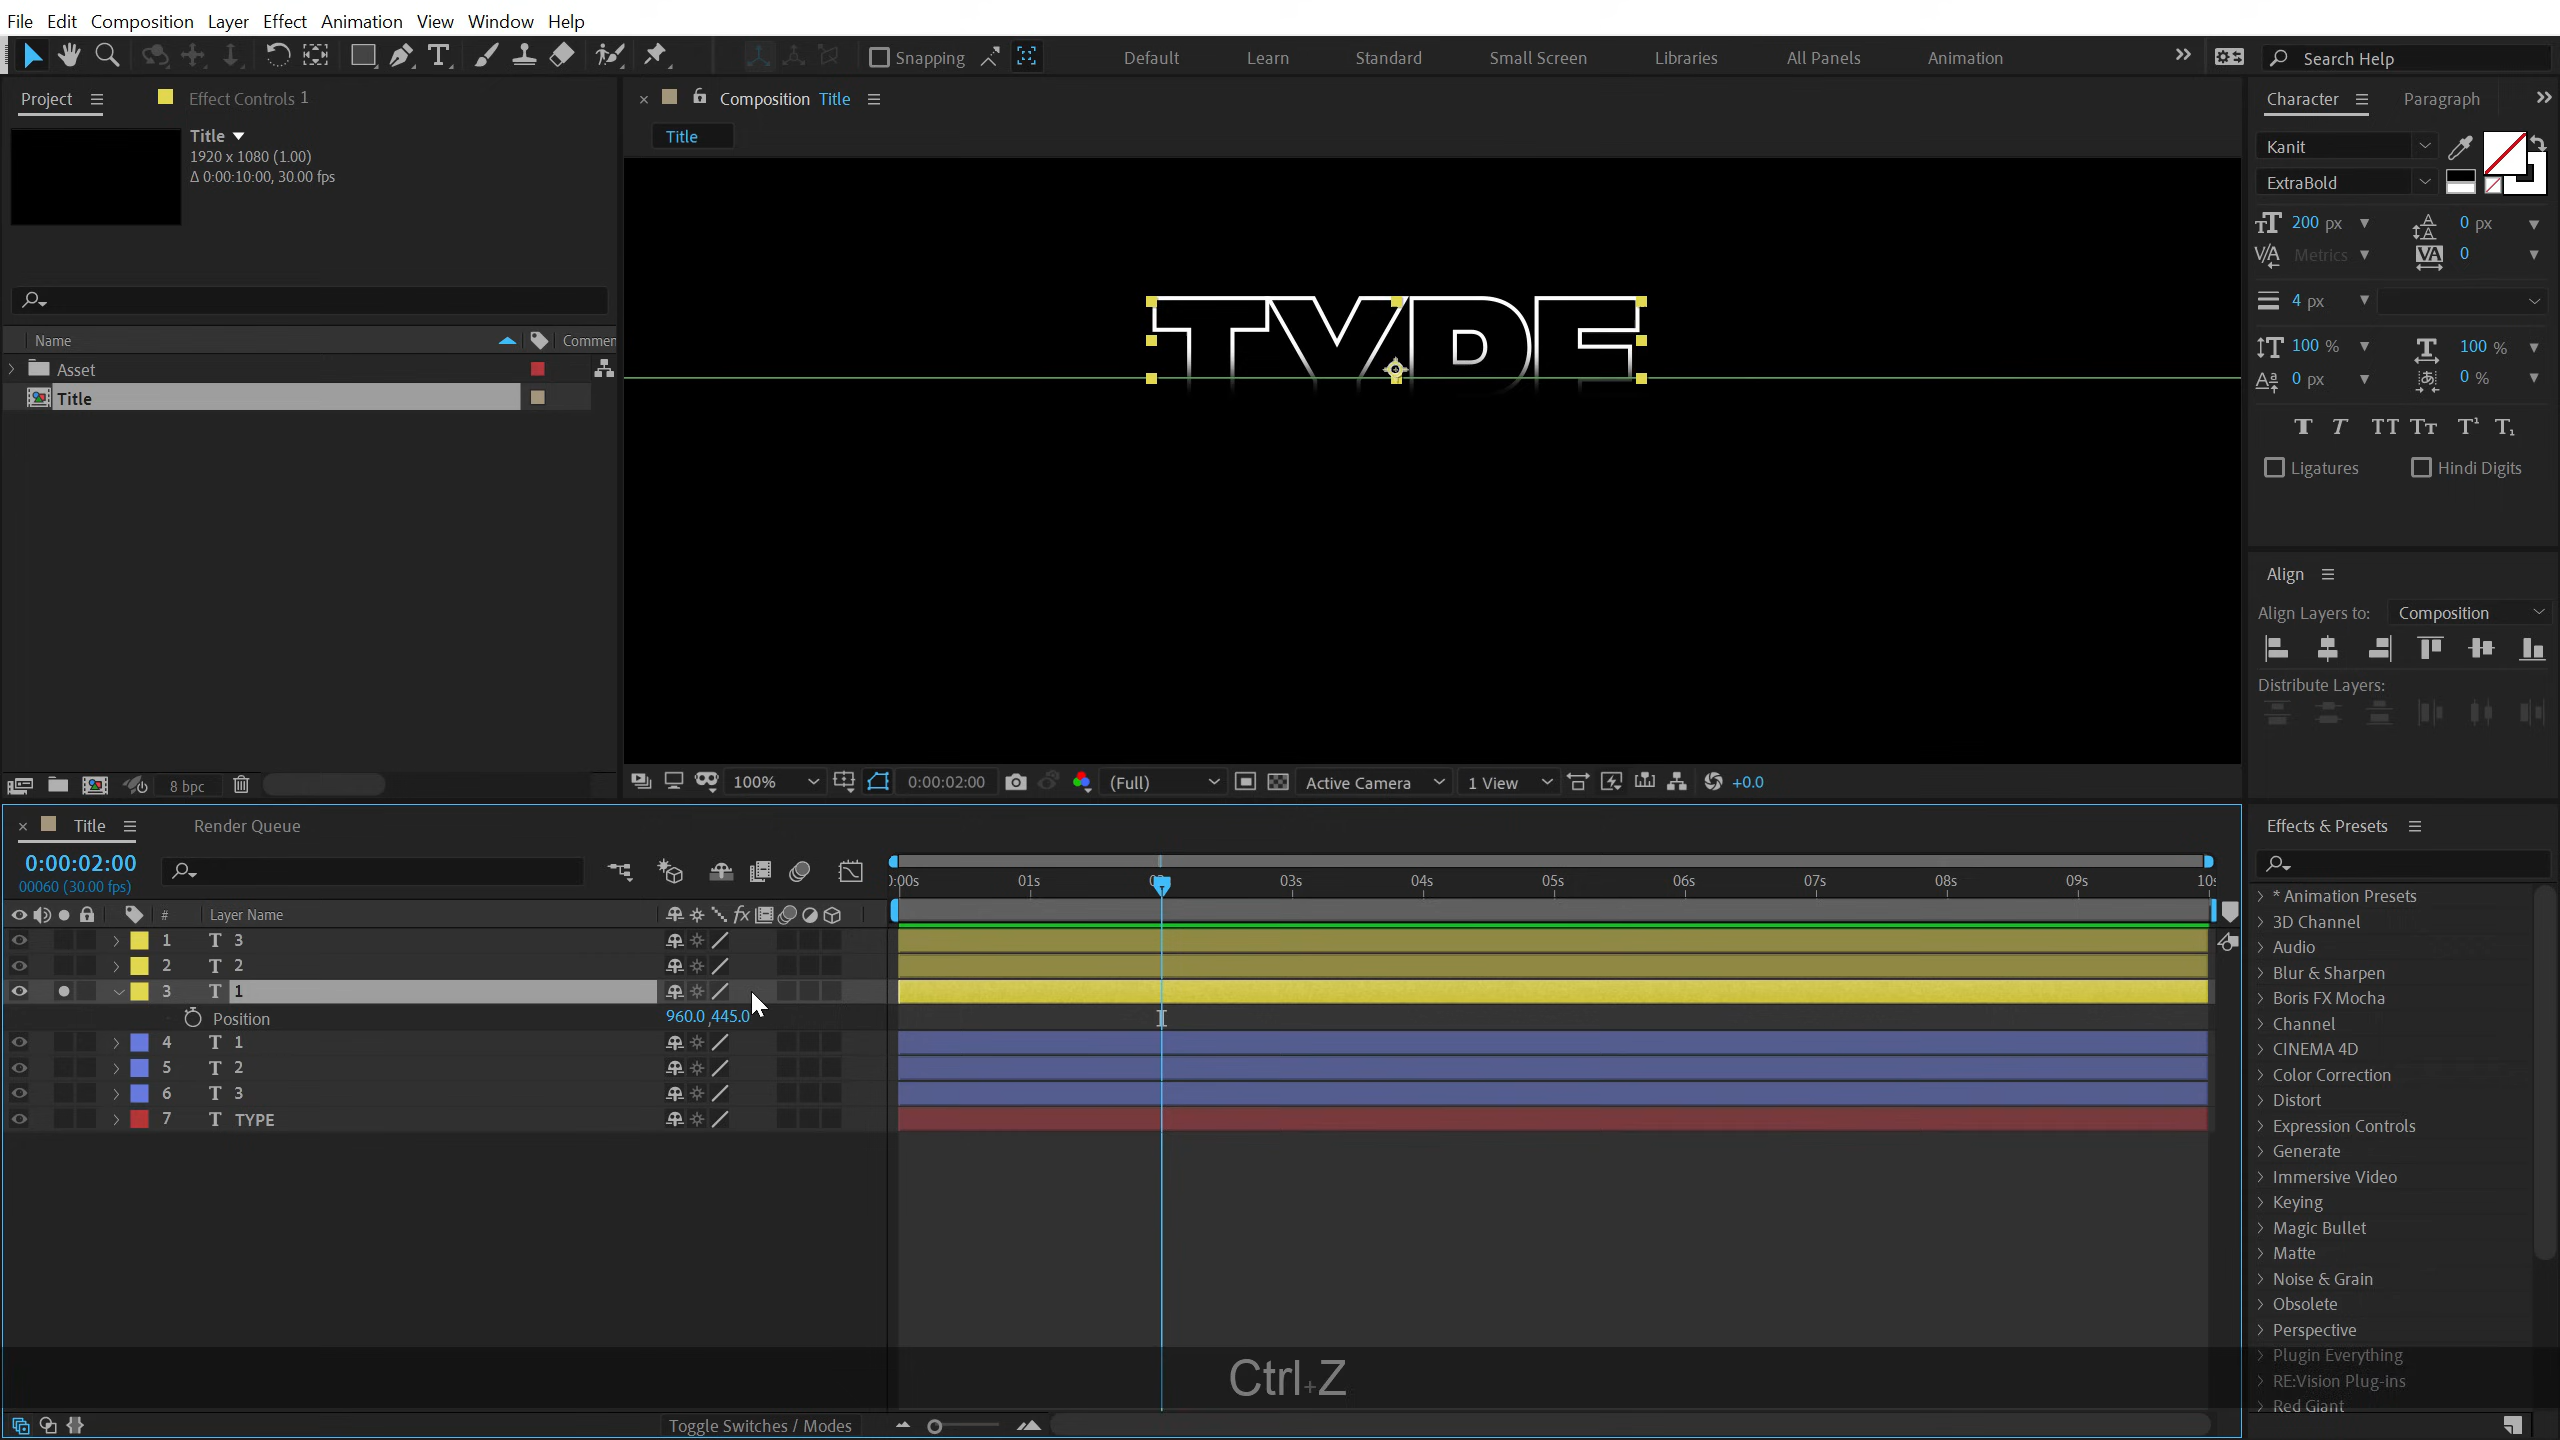 File Edit Composition Layer Effect Animation View Window Help
Snapping Default Learn Standard Small Screen Libraries All Panels Animation Search Help
Project Effect Controls 1
Composition Title
Character Paragraph
Title
Title
1920 x 1080 (1.00)
Δ 0:00:10:00, 30.00 fps
Kanit
ExtraBold
200 px 0 px
Metrics 0
4 px
100 % 100 %
0 px 0 %
Ligatures Hindi Digits
TYPE
Name Commen
Asset
Title
Align
Align Layers to: Composition
Distribute Layers:
8 bpc
100% 0:00:02:00 (Full) Active Camera 1 View +0.0
Title Render Queue
0:00:02:00
00060 (30.00 fps)
:00s 01s 03s 04s 05s 06s 07s 08s 09s 10s
# Layer Name
1 T 3
2 T 2
3 T 1
Position 960.0,445.0
4 T 1
5 T 2
6 T 3
7 T TYPE
Effects & Presets
* Animation Presets
3D Channel
Audio
Blur & Sharpen
Boris FX Mocha
Channel
CINEMA 4D
Color Correction
Distort
Expression Controls
Generate
Immersive Video
Keying
Magic Bullet
Matte
Noise & Grain
Obsolete
Perspective
Plugin Everything
RE:Vision Plug-ins
Red Giant
Ctrl+Z
Toggle Switches / Modes